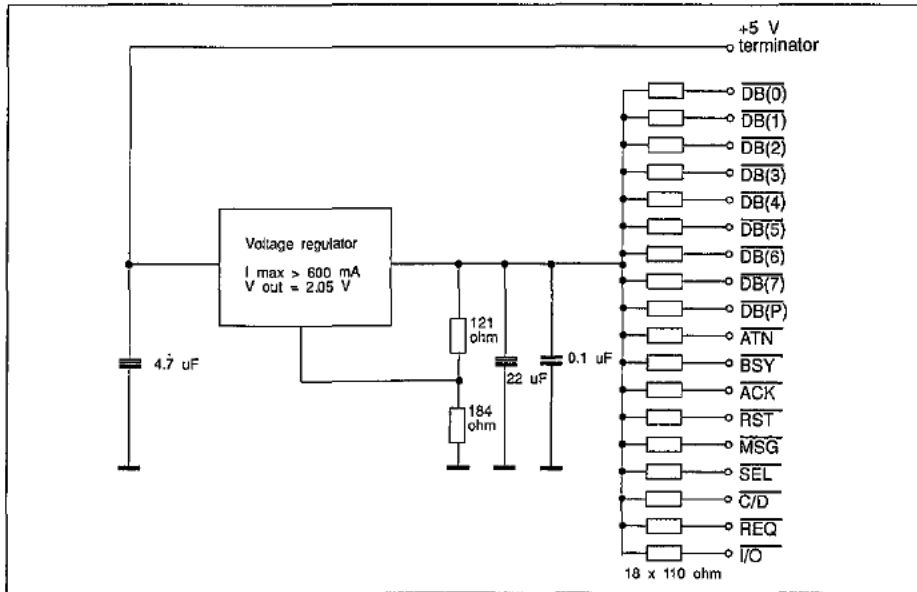 +5 V
terminator
DB(0)
DB(1)
DB(2)
DB(3)
DB(4)
DB(5)
DB(6)
DB(7)
DB(P)
ATN
BSY
ACK
RST
MSG
SEL
C/D
REQ
I/O
18 x 110 ohm
Voltage regulator
I max > 600 mA
V out = 2.05 V
4.7 uF
121
ohm
184
ohm
22 uF
0.1 uF